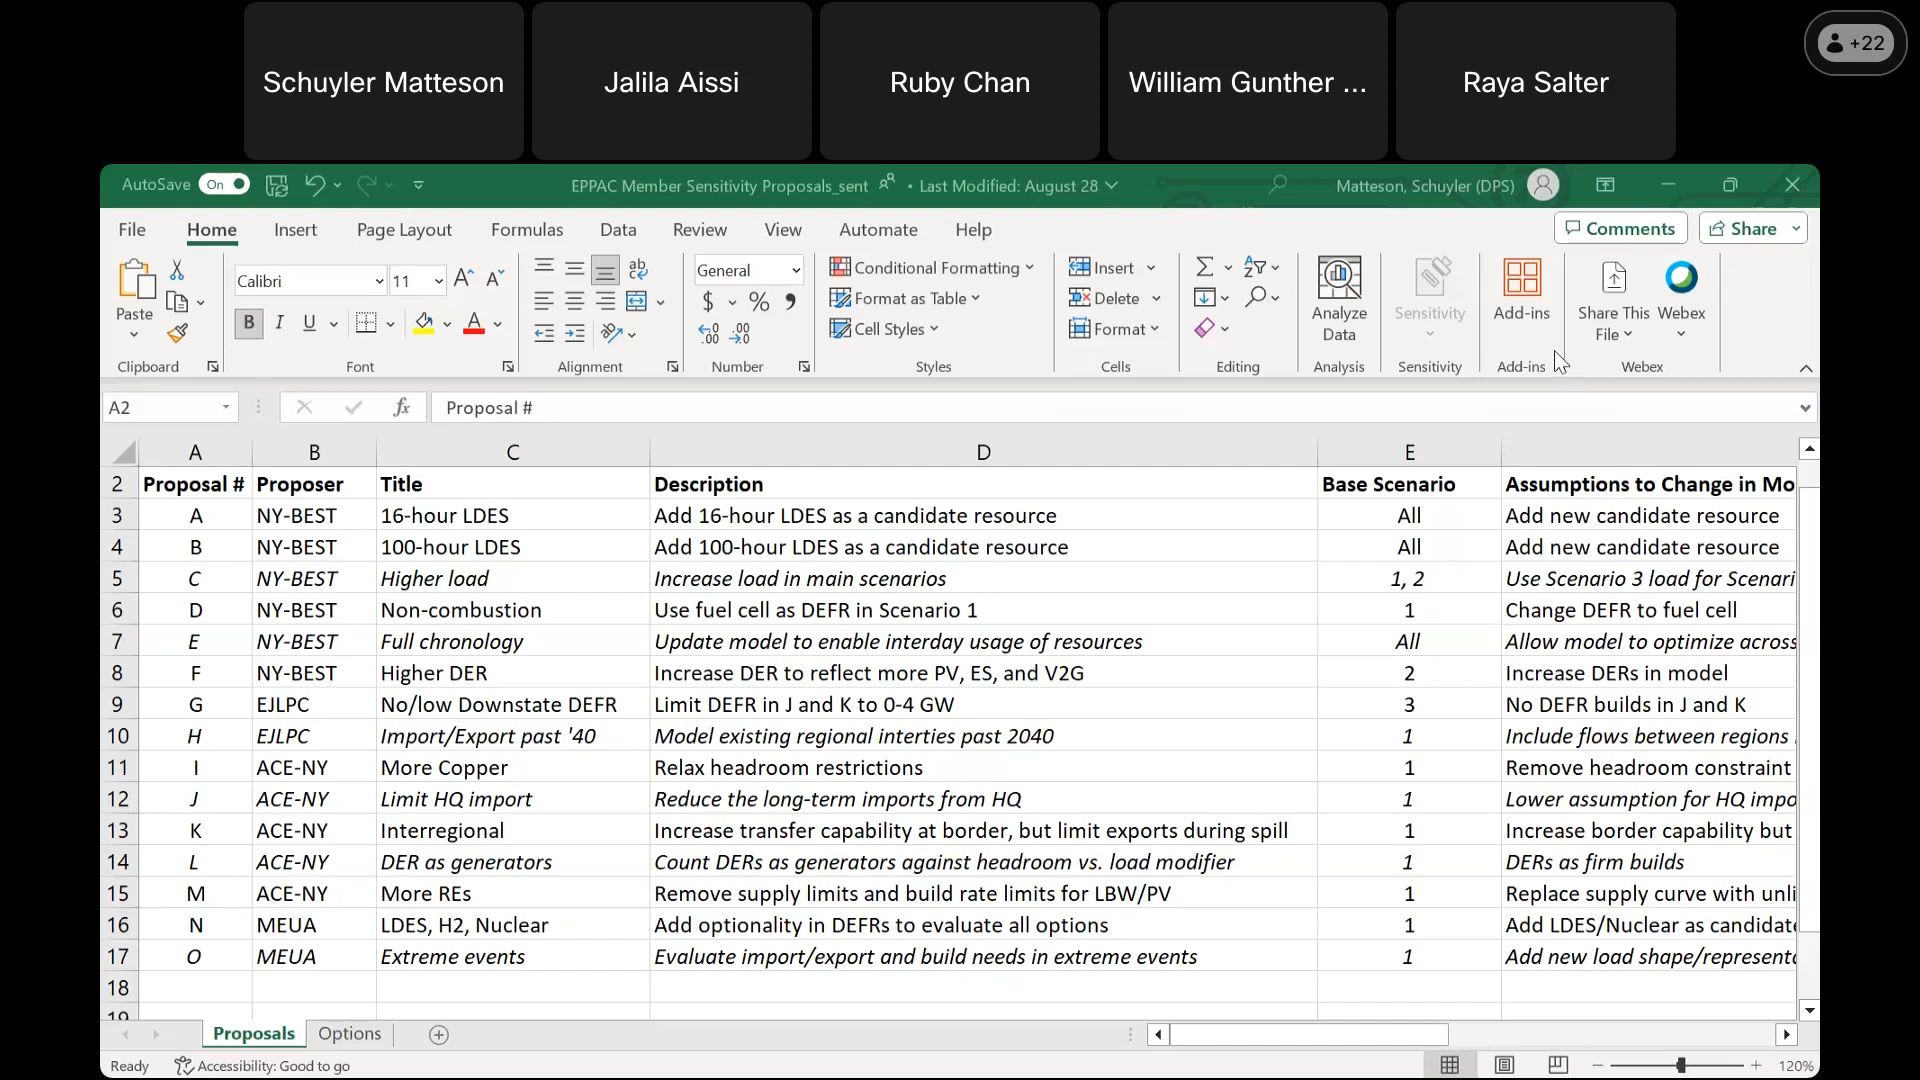 Schuyler Matteson
Jalila Aissi
Ruby Chan
William Gunther ...
Raya Salter
+22
AutoSave On
EPPAC Member Sensitivity Proposals_sent • Last Modified: August 28
Matteson, Schuyler (DPS)
File Home Insert Page Layout Formulas Data Review View Automate Help Comments Share
Paste
Clipboard
Calibri 11
B I U A
Font
ab
Alignment
General
$ % 9
Number
Conditional Formatting
Format as Table
Cell Styles
Styles
Insert
Delete
Format
Cells
Editing
Analyze Data
Analysis
Sensitivity
Sensitivity
Add-ins
Add-ins
Share This File
Webex
Webex
A2 fx Proposal #
A B C D E
2 Proposal # Proposer Title Description Base Scenario Assumptions to Change in Mo
3 A NY-BEST 16-hour LDES Add 16-hour LDES as a candidate resource All Add new candidate resource
4 B NY-BEST 100-hour LDES Add 100-hour LDES as a candidate resource All Add new candidate resource
5 C NY-BEST Higher load Increase load in main scenarios 1, 2 Use Scenario 3 load for Scenari
6 D NY-BEST Non-combustion Use fuel cell as DEFR in Scenario 1 1 Change DEFR to fuel cell
7 E NY-BEST Full chronology Update model to enable interday usage of resources All Allow model to optimize across
8 F NY-BEST Higher DER Increase DER to reflect more PV, ES, and V2G 2 Increase DERs in model
9 G EJLPC No/low Downstate DEFR Limit DEFR in J and K to 0-4 GW 3 No DEFR builds in J and K
10 H EJLPC Import/Export past '40 Model existing regional interties past 2040 1 Include flows between regions
11 I ACE-NY More Copper Relax headroom restrictions 1 Remove headroom constraint
12 J ACE-NY Limit HQ import Reduce the long-term imports from HQ 1 Lower assumption for HQ impo
13 K ACE-NY Interregional Increase transfer capability at border, but limit exports during spill 1 Increase border capability but
14 L ACE-NY DER as generators Count DERs as generators against headroom vs. load modifier 1 DERs as firm builds
15 M ACE-NY More REs Remove supply limits and build rate limits for LBW/PV 1 Replace supply curve with unli
16 N MEUA LDES, H2, Nuclear Add optionality in DEFRs to evaluate all options 1 Add LDES/Nuclear as candidate
17 O MEUA Extreme events Evaluate import/export and build needs in extreme events 1 Add new load shape/represent
18
19
Proposals Options
Ready Accessibility: Good to go 120%